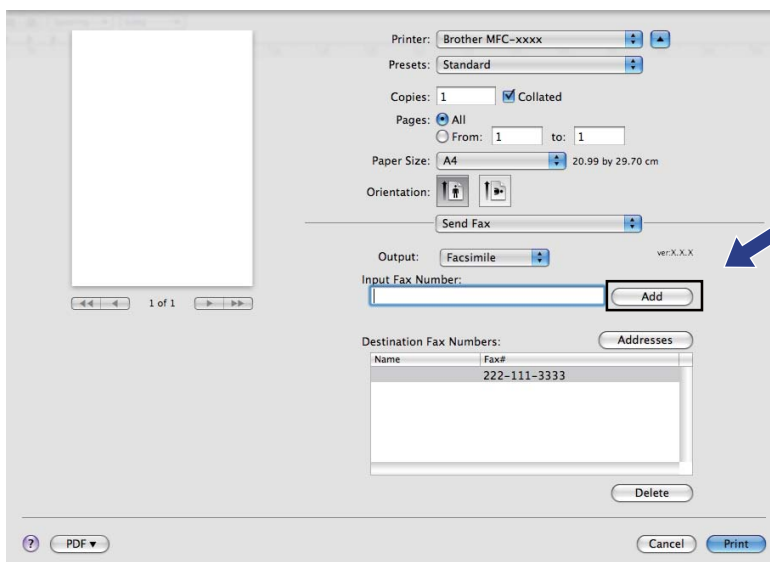 Printer: Brother MFC-xxxx
Presets: Standard
Copies: 1 Collated
Pages: All
From: 1 to: 1
Paper Size: A4 20.99 by 29.70 cm
Orientation:
Send Fax
Output: Facsimile ver:X.X.X
Input Fax Number:
Add
1 of 1
Destination Fax Numbers: Addresses
Name Fax#
222-111-3333
Delete
? PDF▼ Cancel Print